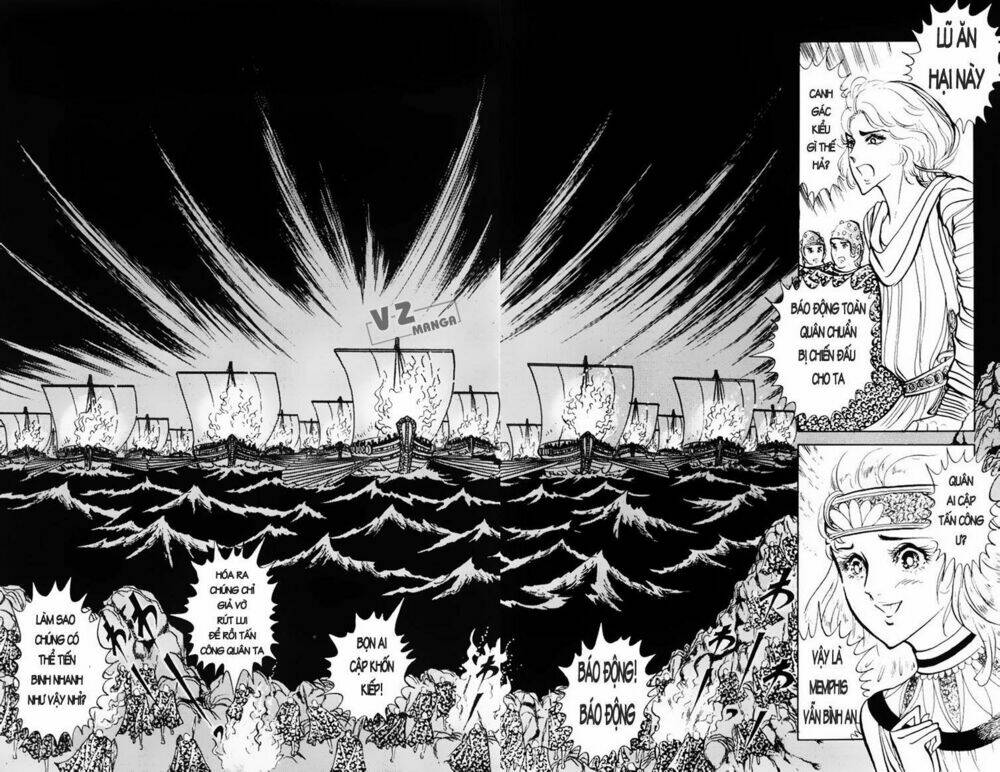 LŨ ĂN
HẠI NÀY
CANH
GÁC
KIỂU
GÌ THẾ
HẢ?
BÁO ĐỘNG TOÀN
QUÂN CHUẨN
BỊ CHIẾN ĐẤU
CHO TA
QUÂN
AI CẬP
TẤN CÔNG
Ư?
VẬY LÀ
MEMPHIS
VẪN BÌNH AN
V-Z
MANGA
BÁO ĐỘNG!
BÁO ĐỘNG
BỌN AI
CẬP KHỐN
KIẾP!
HÓA RA
CHÚNG CHỈ
GIẢ VỜ
RÚT LUI
ĐỂ RỒI TẤN
CÔNG QUÂN TA
LÀM SAO
CHÚNG CÓ
THỂ TIẾN
BINH NHANH
NHƯ VẬY NHỈ?